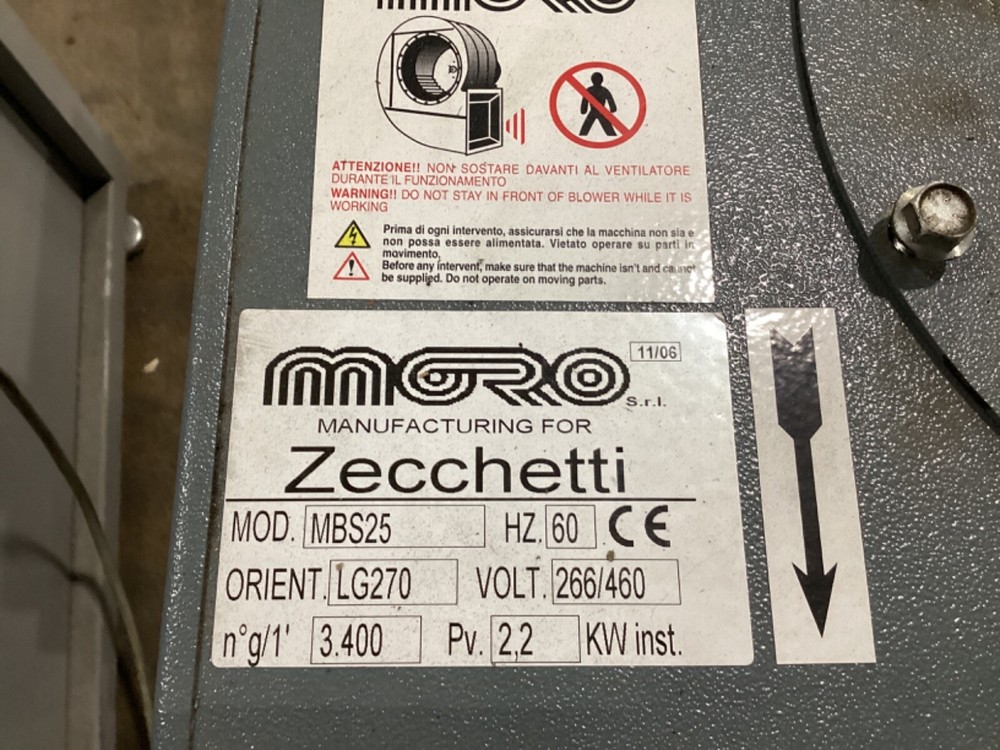 moro
ATTENZIONE!! NON SOSTARE DAVANTI AL VENTILATORE
DURANTE IL FUNZIONAMENTO
WARNING!! DO NOT STAY IN FRONT OF BLOWER WHILE IT IS
WORKING
Prima di ogni intervento, assicurarsi che la macchina non sia e
non possa essere alimentata. Vietato operare su parti in
movimento.
Before any intervent, make sure that the machine isn't and cannot
be supplied. Do not operate on moving parts.
moro S.r.l. 11/06
MANUFACTURING FOR
Zecchetti
MOD. MBS25 HZ. 60 CE
ORIENT. LG270 VOLT. 266/460
n°g/1' 3.400 Pv. 2,2 KW inst.